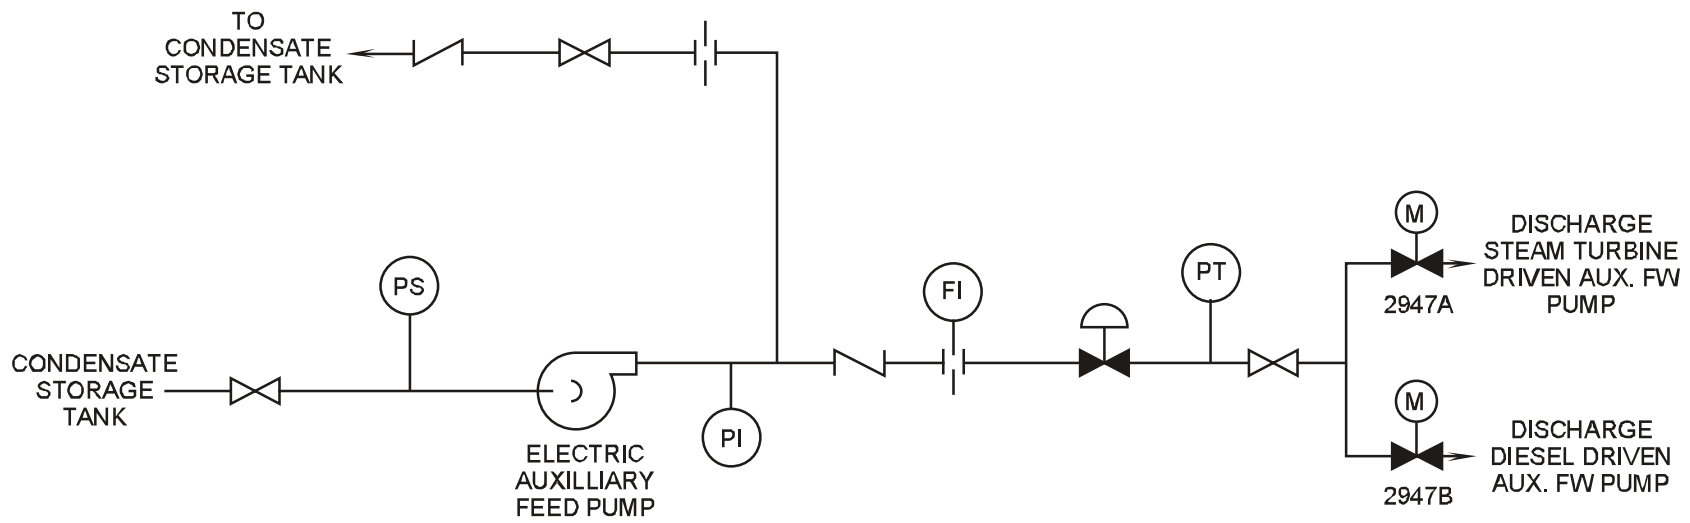 TO
CONDENSATE
STORAGE TANK
PS
CONDENSATE
STORAGE
TANK
ELECTRIC
AUXILLIARY
FEED PUMP
PI
FI
PT
M
2947A
DISCHARGE
STEAM TURBINE
DRIVEN AUX. FW
PUMP
M
2947B
DISCHARGE
DIESEL DRIVEN
AUX. FW PUMP